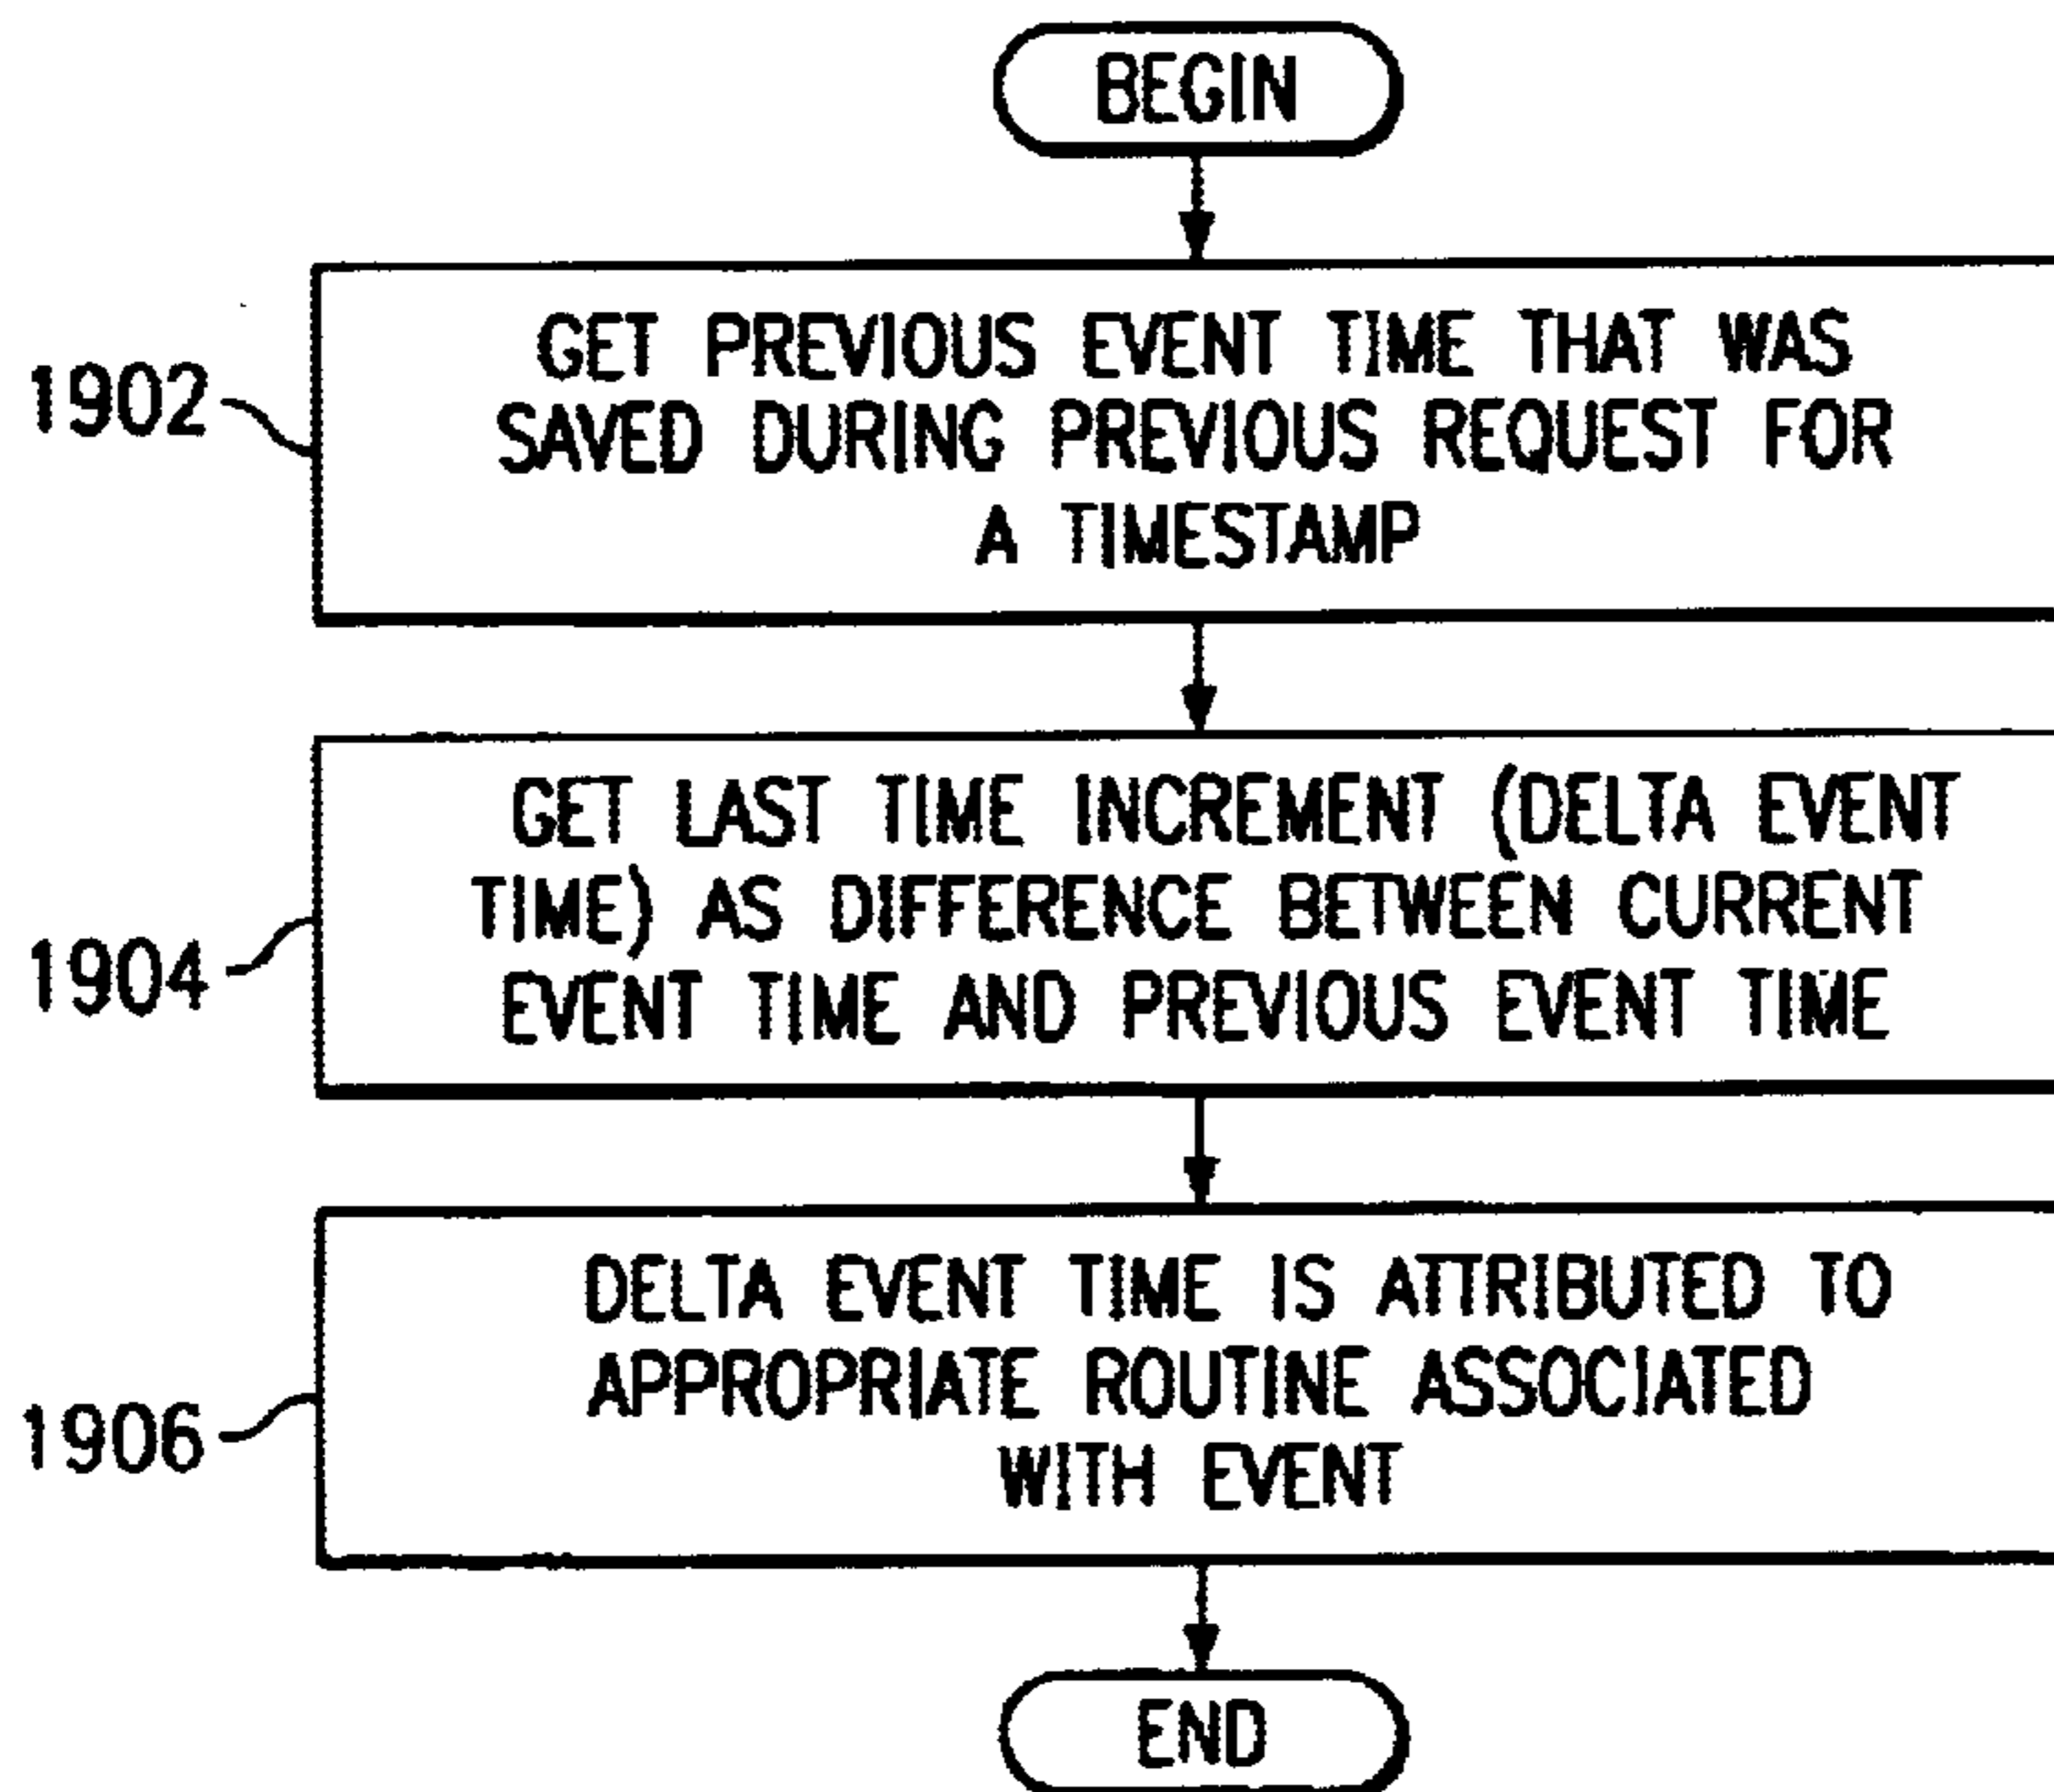 BEGIN
GET PREVIOUS EVENT TIME THAT WAS
SAVED DURING PREVIOUS REQUEST FOR
A TIMESTAMP
1902
GET LAST TIME INCREMENT (DELTA EVENT
TIME) AS DIFFERENCE BETWEEN CURRENT
EVENT TIME AND PREVIOUS EVENT TIME
1904
DELTA EVENT TIME IS ATTRIBUTED TO
APPROPRIATE ROUTINE ASSOCIATED
WITH EVENT
1906
END